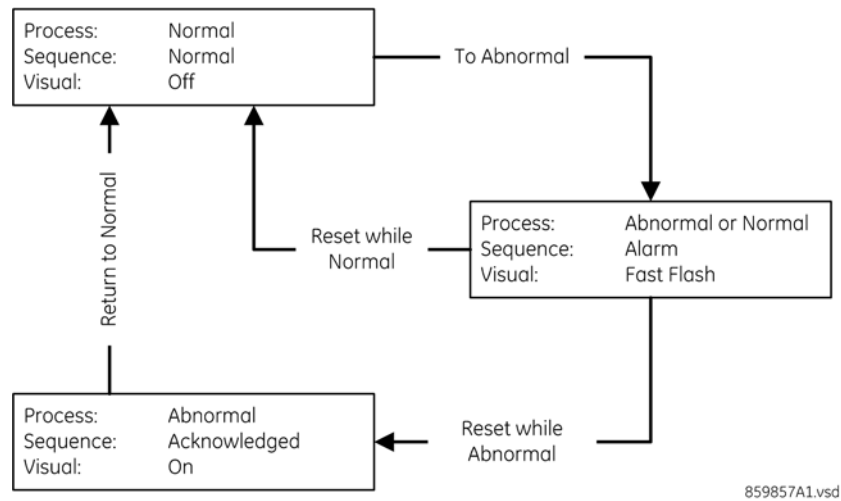 Process: Normal
Sequence: Normal
Visual: Off
To Abnormal
Return to Normal
Reset while
Normal
Process: Abnormal or Normal
Sequence: Alarm
Visual: Fast Flash
Process: Abnormal
Sequence: Acknowledged
Visual: On
Reset while
Abnormal
859857A1.vsd